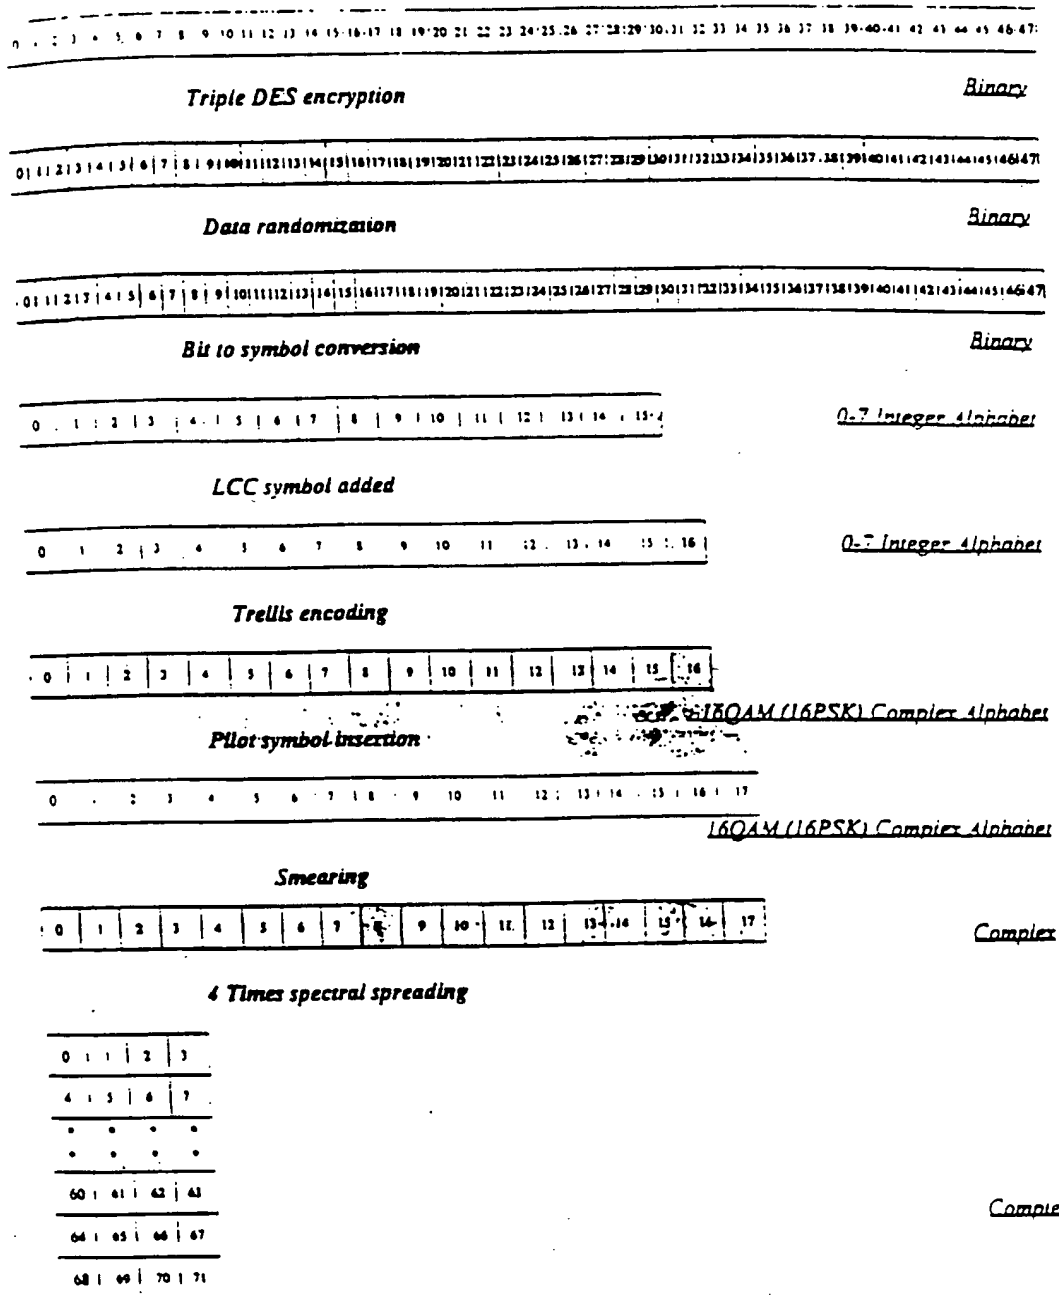 0 1 2 3 4 5 6 7 8 9 10 11 12 13 14 15 16 17 18 19 20 21 22 23 24 25 26 27 28 29 30 31 32 33 34 35 36 37 38 39 40 41 42 43 44 45 46 47
Triple DES encryption Binary
0 1 2 3 4 5 6 7 8 9 10 11 12 13 14 15 16 17 18 19 20 21 22 23 24 25 26 27 28 29 30 31 32 33 34 35 36 37 38 39 40 41 42 43 44 45 46 47
Data randomization Binary
0 1 2 3 4 5 6 7 8 9 10 11 12 13 14 15 16 17 18 19 20 21 22 23 24 25 26 27 28 29 30 31 32 33 34 35 36 37 38 39 40 41 42 43 44 45 46 47
Bit to symbol conversion Binary
0 1 2 3 4 5 6 7 8 9 10 11 12 13 14 15 0-7 Integer Alphabet
LCC symbol added
0 1 2 3 4 5 6 7 8 9 10 11 12 13 14 15 16 0-7 Integer Alphabet
Trellis encoding
0 1 2 3 4 5 6 7 8 9 10 11 12 13 14 15 16
16QAM (16PSK) Complex Alphabet
Pilot symbol insertion
0 2 3 4 5 6 7 8 9 10 11 12 13 14 15 16 17
16QAM (16PSK) Complex Alphabet
Smearing
0 1 2 3 4 5 6 7 8 9 10 11 12 13 14 15 16 17 Complex
4 Times spectral spreading
0 1 2 3
4 5 6 7
60 61 62 63
Comple
64 65 66 67
68 69 70 71